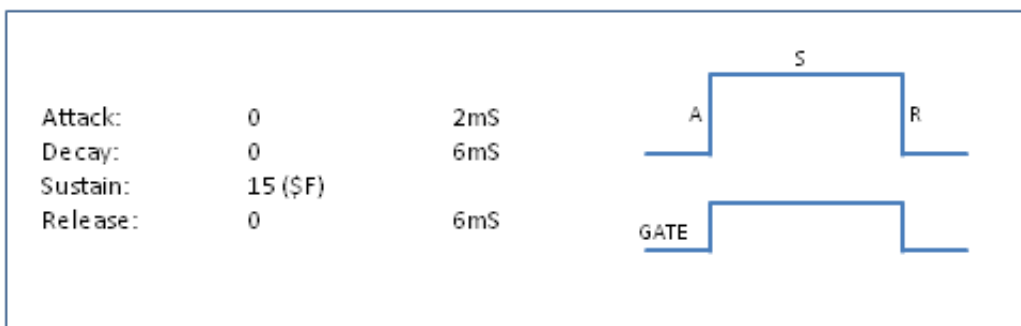 Attack: 0 2mS
Decay: 0 6mS
Sustain: 15 ($F)
Release: 0 6mS
S
A
R
GATE